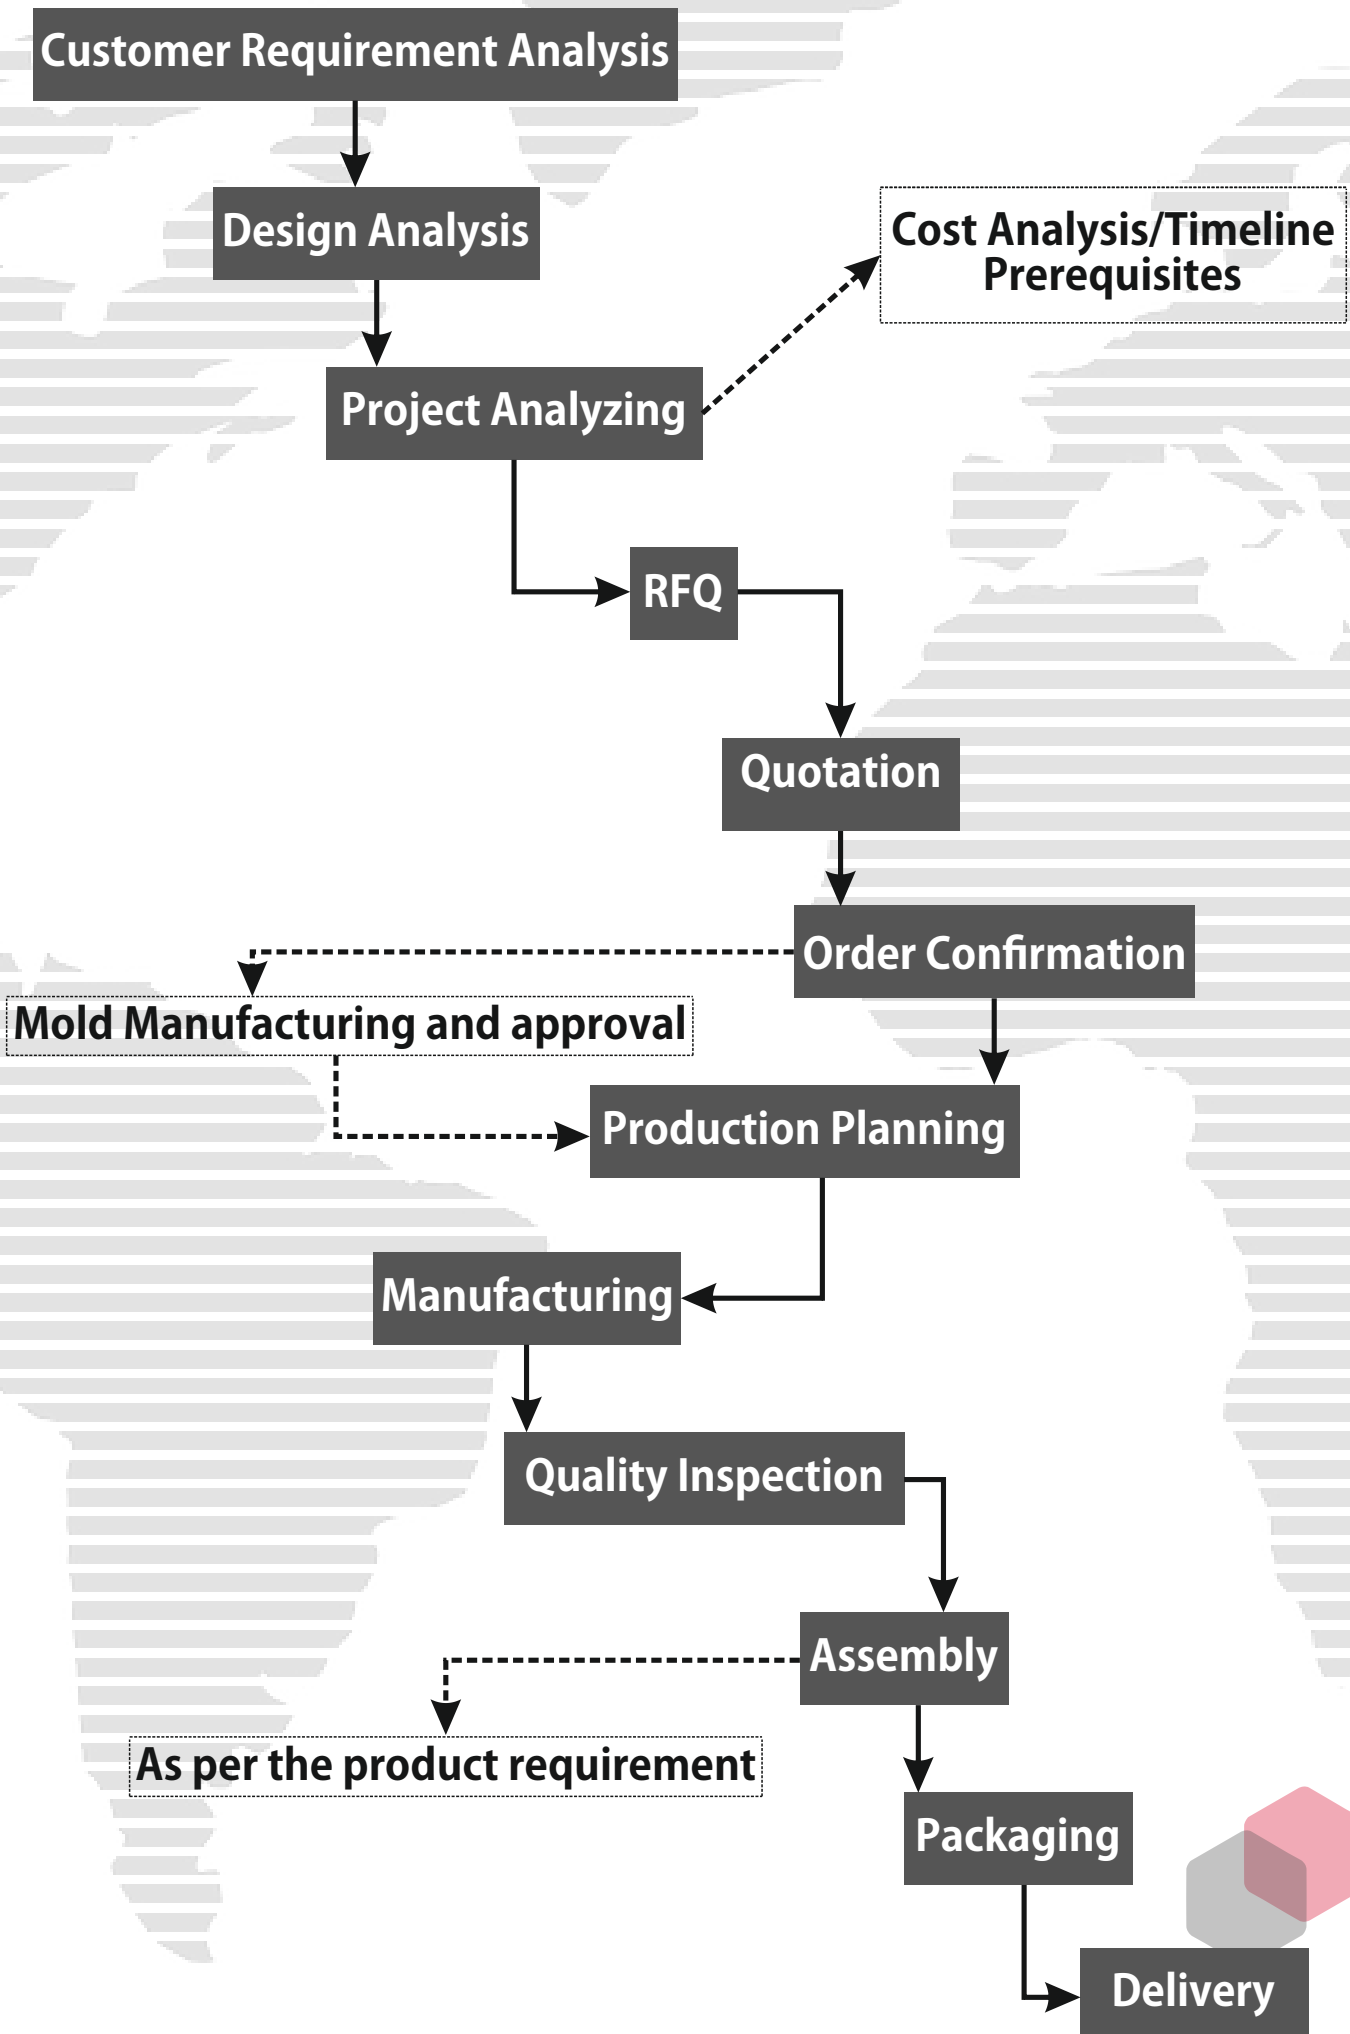 Customer Requirement Analysis
Design Analysis
Cost Analysis/Timeline
Prerequisites
Project Analyzing
RFQ
Quotation
Order Confirmation
Mold Manufacturing and approval
Production Planning
Manufacturing
Quality Inspection
Assembly
As per the product requirement
Packaging
Delivery